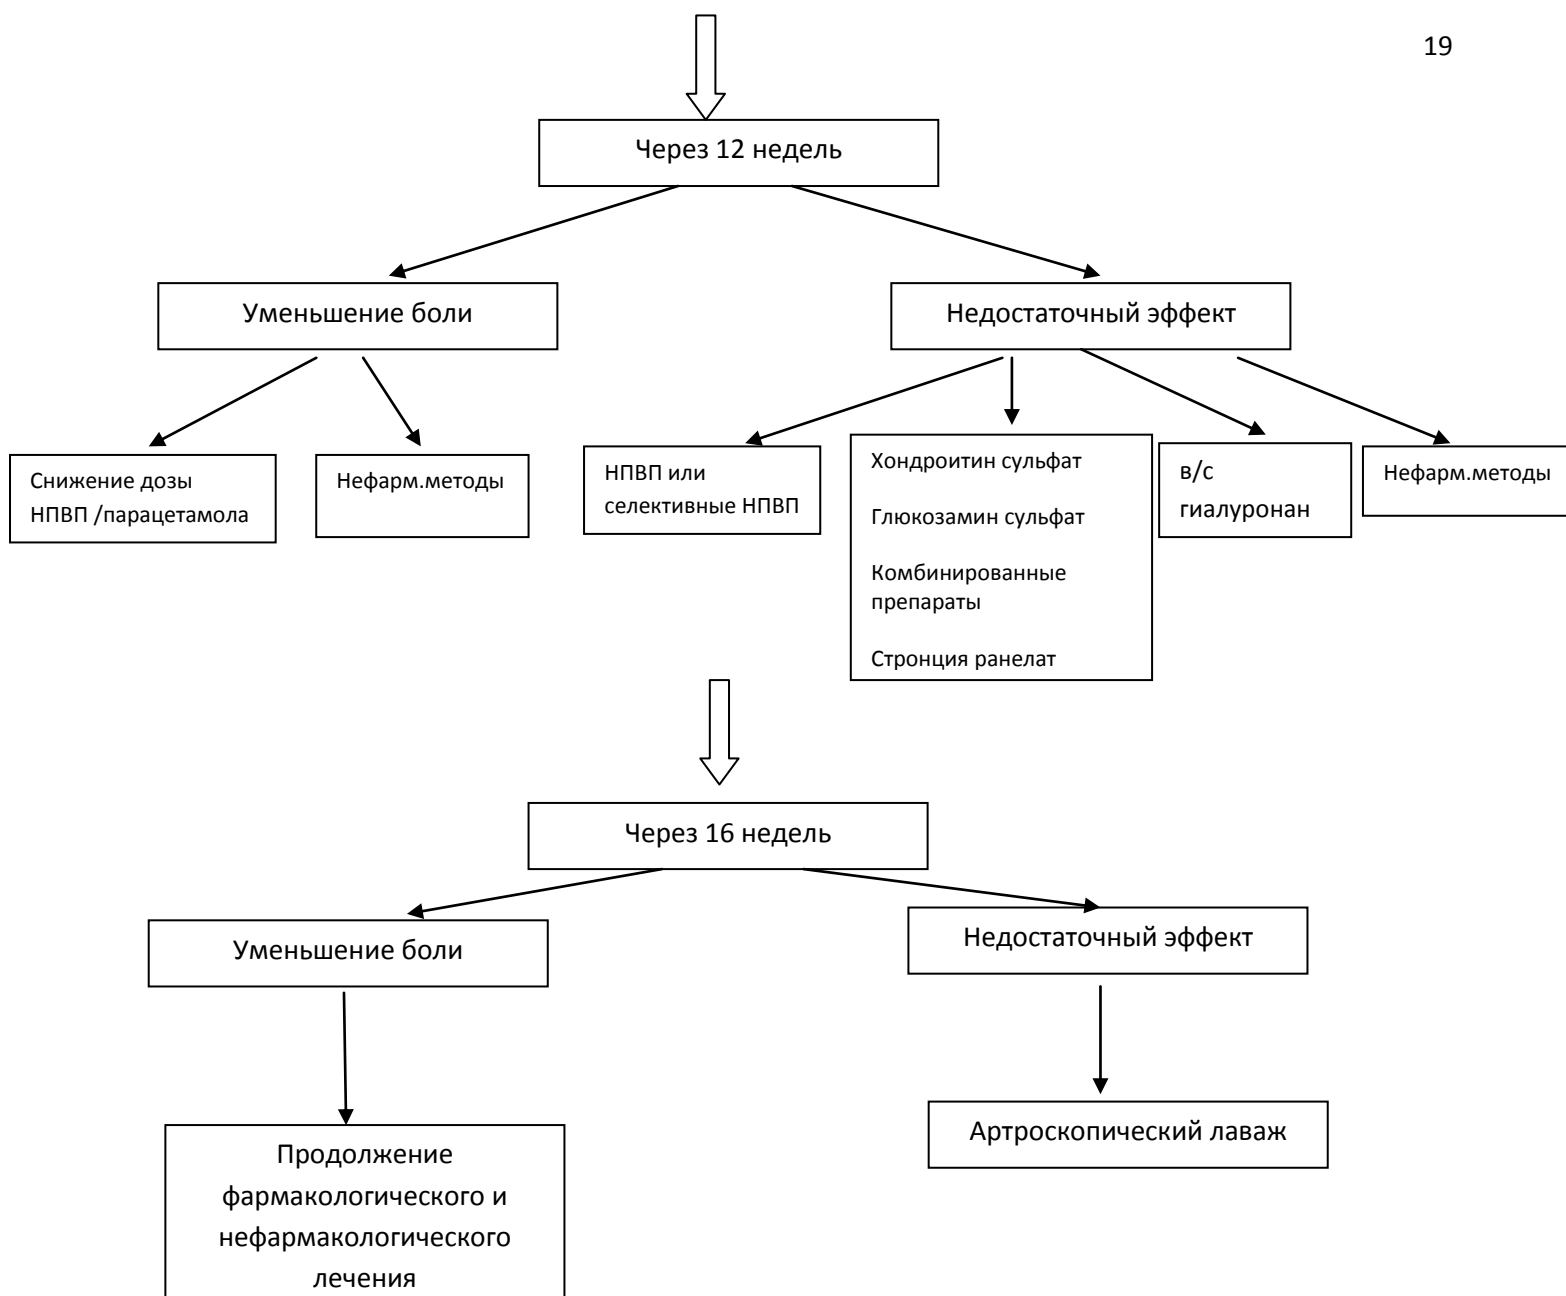 19
Через 12 недель
Уменьшение боли
Недостаточный эффект
Снижение дозы
НПВП /парацетамола
Нефарм.методы
НПВП или
селективные НПВП
Хондроитин сульфат
Глюкозамин сульфат
Комбинированные
препараты
Стронция ранелат
в/с
гиалуронан
Нефарм.методы
Через 16 недель
Уменьшение боли
Недостаточный эффект
Продолжение
фармакологического и
нефармакологического
лечения
Артроскопический лаваж